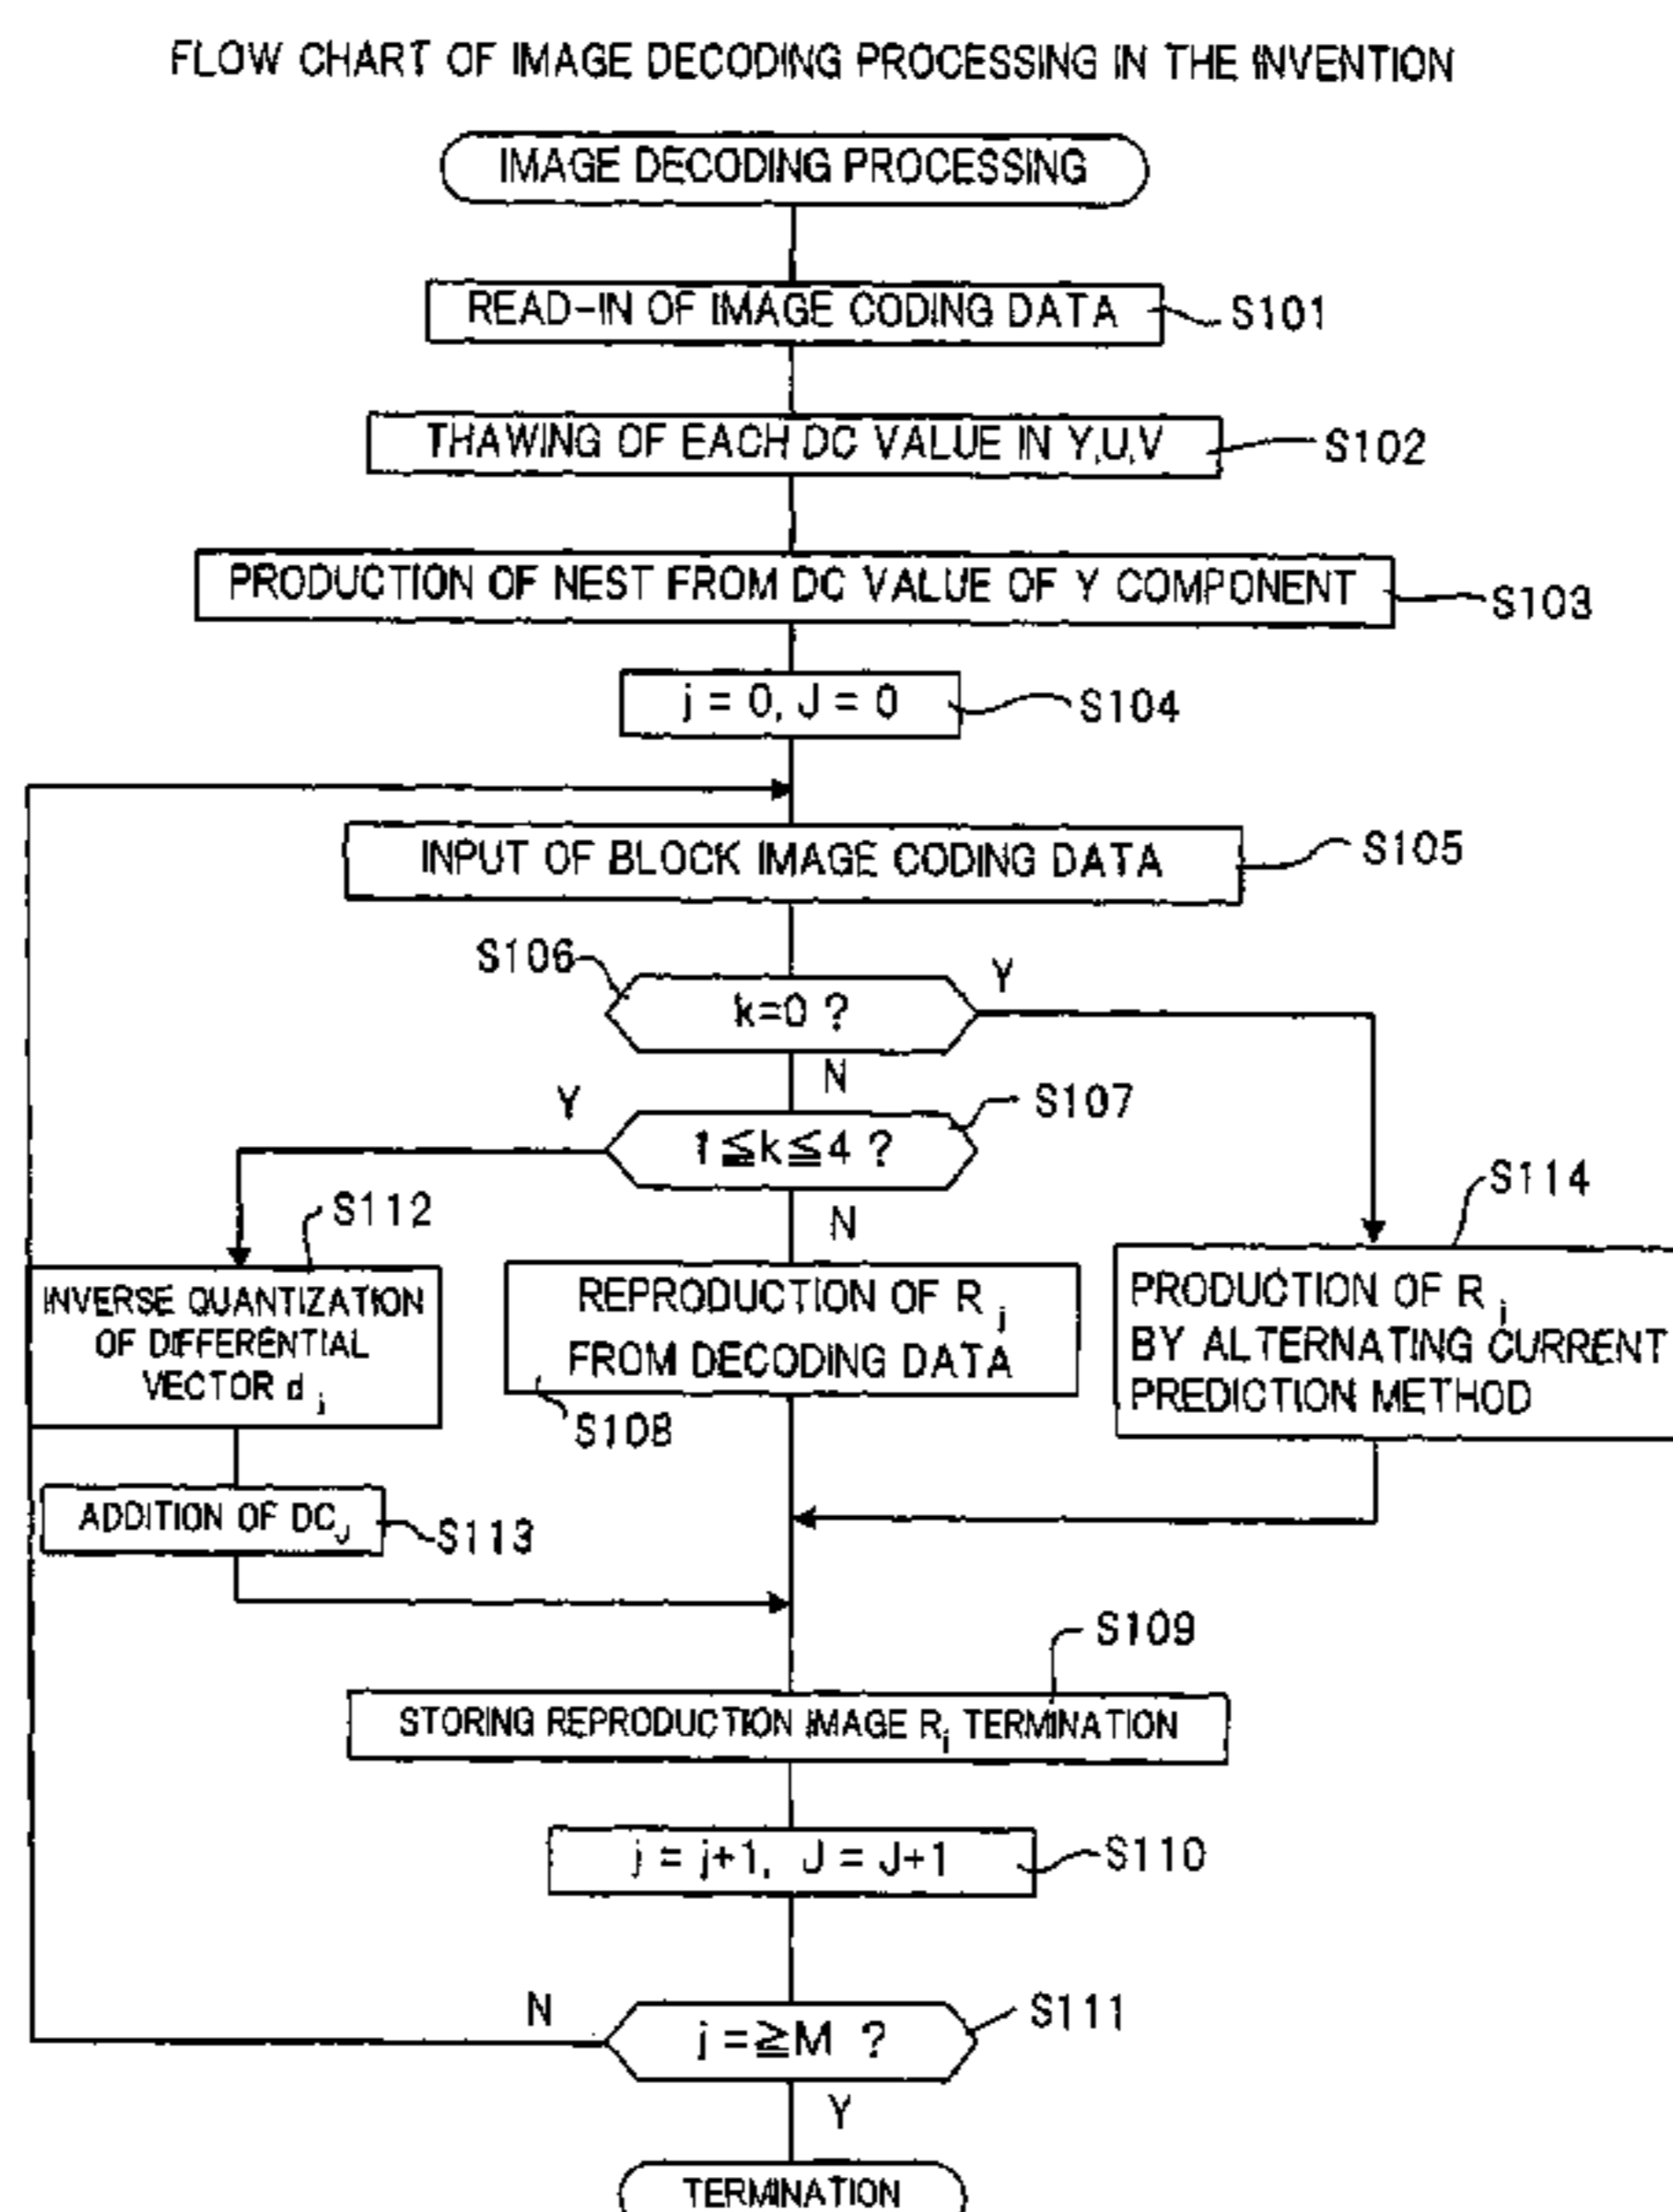 FLOW CHART OF IMAGE DECODING PROCESSING IN THE INVENTION
IMAGE DECODING PROCESSING
READ-IN OF IMAGE CODING DATA
S101
THAWING OF EACH DC VALUE IN Y,U,V
S102
PRODUCTION OF NEST FROM DC VALUE OF Y COMPONENT
S103
j = 0, J = 0
S104
INPUT OF BLOCK IMAGE CODING DATA
S105
S106
k=0 ?
Y
N
Y
1≦k≦4 ?
S107
N
S112
INVERSE QUANTIZATION
OF DIFFERENTIAL
VECTOR d j
REPRODUCTION OF R j
FROM DECODING DATA
S108
S114
PRODUCTION OF R j
BY ALTERNATING CURRENT
PREDICTION METHOD
ADDITION OF DCJ
S113
S109
STORING REPRODUCTION IMAGE Rj TERMINATION
j = j+1, J = J+1
S110
N
j =≧M ?
S111
Y
TERMINATION